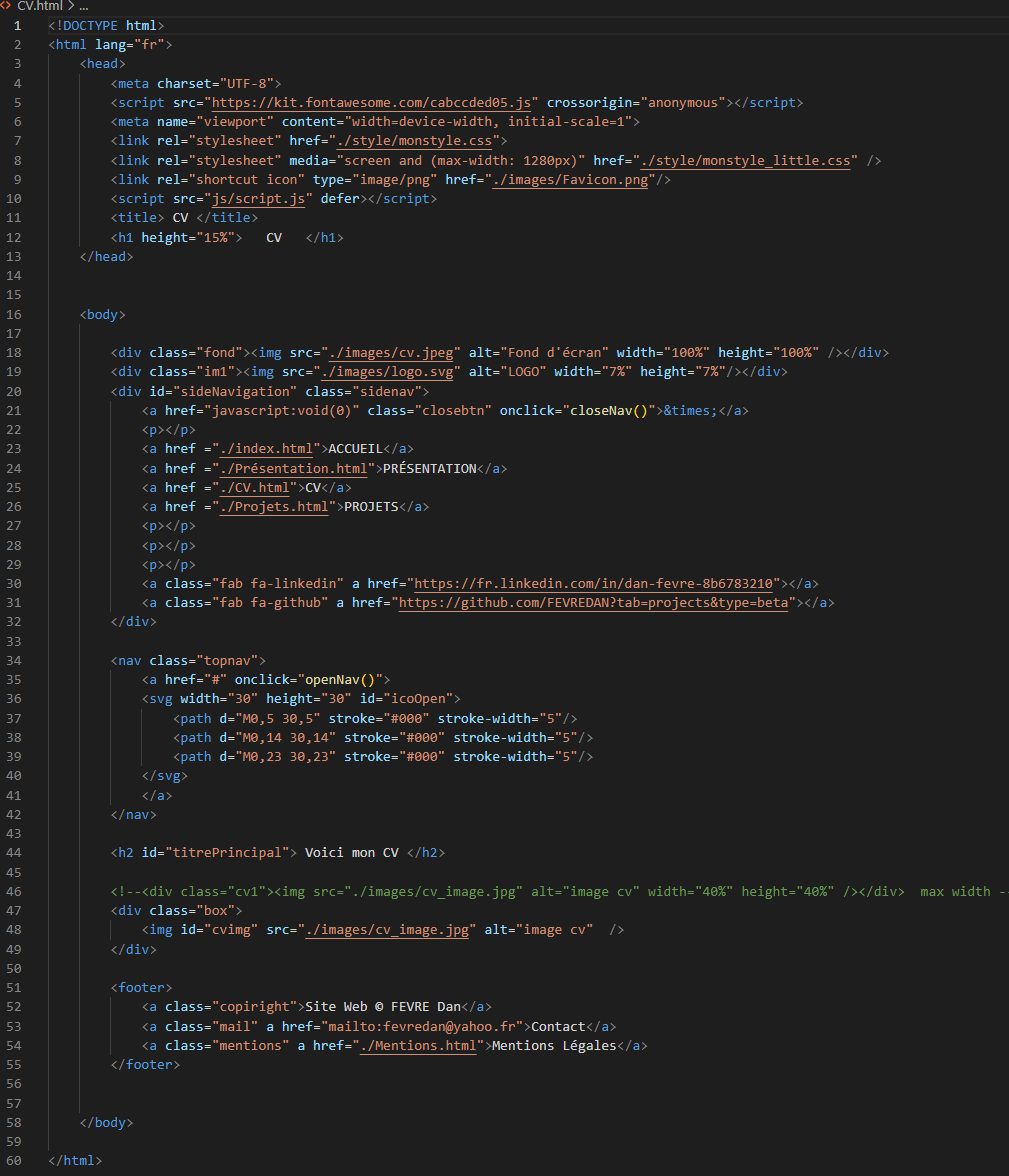 CV.html > ...
1 <!DOCTYPE html>
2 <html lang="fr">
3     <head>
4         <meta charset="UTF-8">
5         <script src="https://kit.fontawesome.com/cabccded05.js" crossorigin="anonymous"></script>
6         <meta name="viewport" content="width=device-width, initial-scale=1">
7         <link rel="stylesheet" href="./style/monstyle.css">
8         <link rel="stylesheet" media="screen and (max-width: 1280px)" href="./style/monstyle_little.css" />
9         <link rel="shortcut icon" type="image/png" href="./images/Favicon.png"/>
10         <script src="js/script.js" defer></script>
11         <title> CV </title>
12         <h1 height="15%">   CV   </h1>
13     </head>
14
15
16     <body>
17
18         <div class="fond"><img src="./images/cv.jpeg" alt="Fond d'écran" width="100%" height="100%" /></div>
19         <div class="im1"><img src="./images/logo.svg" alt="LOGO" width="7%" height="7%"/></div>
20         <div id="sideNavigation" class="sidenav">
21             <a href="javascript:void(0)" class="closebtn" onclick="closeNav()">&times;</a>
22             <p></p>
23             <a href ="./index.html">ACCUEIL</a>
24             <a href ="./Présentation.html">PRÉSENTATION</a>
25             <a href ="./CV.html">CV</a>
26             <a href ="./Projets.html">PROJETS</a>
27             <p></p>
28             <p></p>
29             <p></p>
30             <a class="fab fa-linkedin" a href="https://fr.linkedin.com/in/dan-fevre-8b6783210"></a>
31             <a class="fab fa-github" a href="https://github.com/FEVREDAN?tab=projects&type=beta"></a>
32         </div>
33
34         <nav class="topnav">
35             <a href="#" onclick="openNav()">
36             <svg width="30" height="30" id="icoOpen">
37                 <path d="M0,5 30,5" stroke="#000" stroke-width="5"/>
38                 <path d="M0,14 30,14" stroke="#000" stroke-width="5"/>
39                 <path d="M0,23 30,23" stroke="#000" stroke-width="5"/>
40             </svg>
41             </a>
42         </nav>
43
44         <h2 id="titrePrincipal"> Voici mon CV </h2>
45
46         <!--<div class="cv1"><img src="./images/cv_image.jpg" alt="image cv" width="40%" height="40%" /></div>  max width -
47         <div class="box">
48             <img id="cvimg" src="./images/cv_image.jpg" alt="image cv"  />
49         </div>
50
51         <footer>
52             <a class="copiright">Site Web © FEVRE Dan</a>
53             <a class="mail" a href="mailto:fevredan@yahoo.fr">Contact</a>
54             <a class="mentions" a href="./Mentions.html">Mentions Légales</a>
55         </footer>
56
57
58     </body>
59
60 </html>